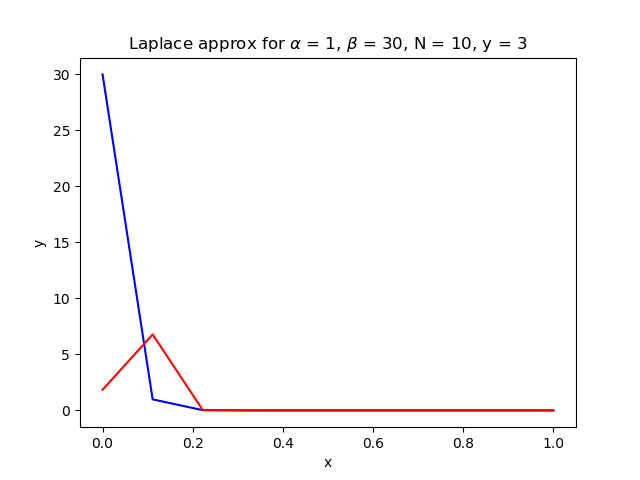 Laplace approx for α = 1, β = 30, N = 10, y = 3
30
25
20
15
10
5
0
y
0.0 0.2 0.4 0.6 0.8 1.0
x